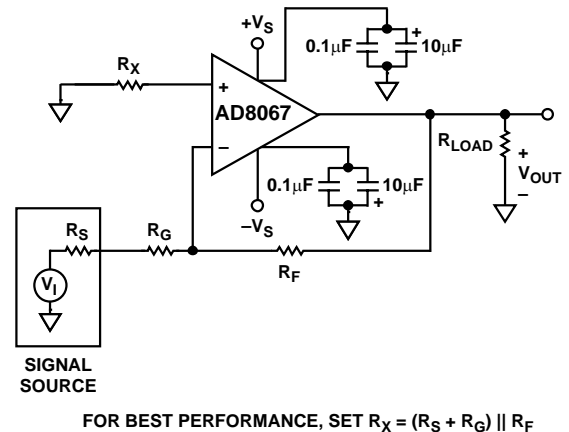 +VS
0.1µF
+
10µF
RX
+
AD8067
–
RLOAD
+
VOUT
–
0.1µF
10µF
+
–VS
RS
RG
RF
VI
SIGNAL
SOURCE
FOR BEST PERFORMANCE, SET RX = (RS + RG) || RF